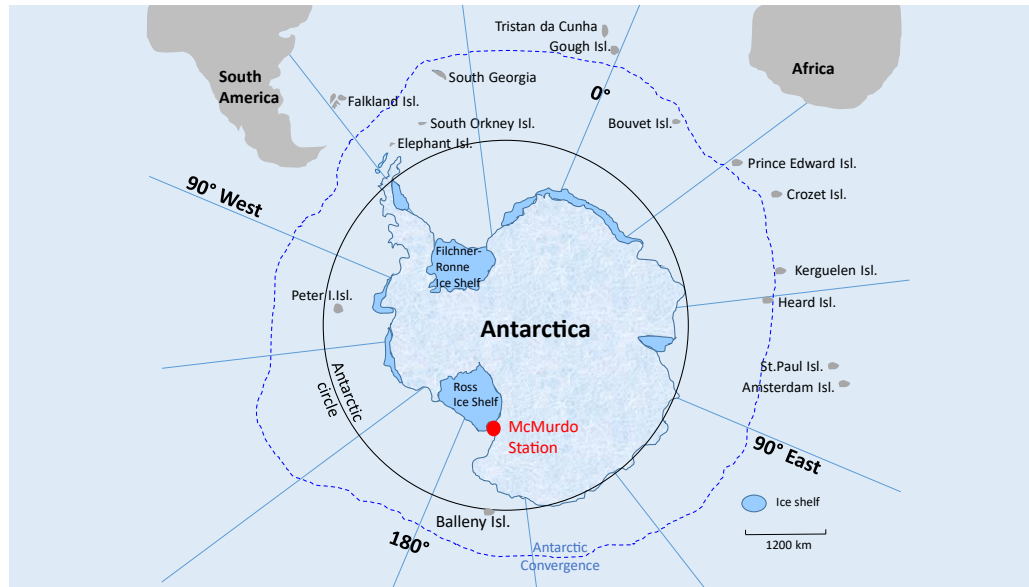 Tristan da Cunha
Gough Isl.
South
America
South Georgia
Africa
0°
Falkland Isl.
South Orkney Isl.
Bouvet Isl.
Elephant Isl.
Prince Edward Isl.
90° West
Crozet Isl.
Filchner-
Ronne
Ice Shelf
Kerguelen Isl.
Peter I.Isl.
Heard Isl.
Antarctica
St.Paul Isl.
Amsterdam Isl.
Antarctic
circle
Ross
Ice Shelf
McMurdo
Station
90° East
Ice shelf
Balleny Isl.
180°
1200 km
Antarctic
Convergence